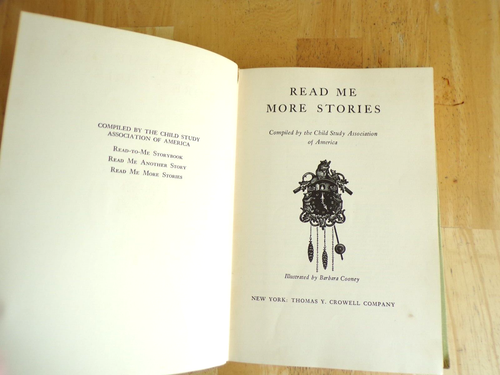 COMPILED BY THE CHILD STUDY
ASSOCIATION OF AMERICA
READ-TO-ME STORYBOOK
READ ME ANOTHER STORY
READ ME MORE STORIES
READ ME
MORE STORIES
Compiled by the Child Study Association
of America
Illustrated by Barbara Cooney
NEW YORK: THOMAS Y. CROWELL COMPANY